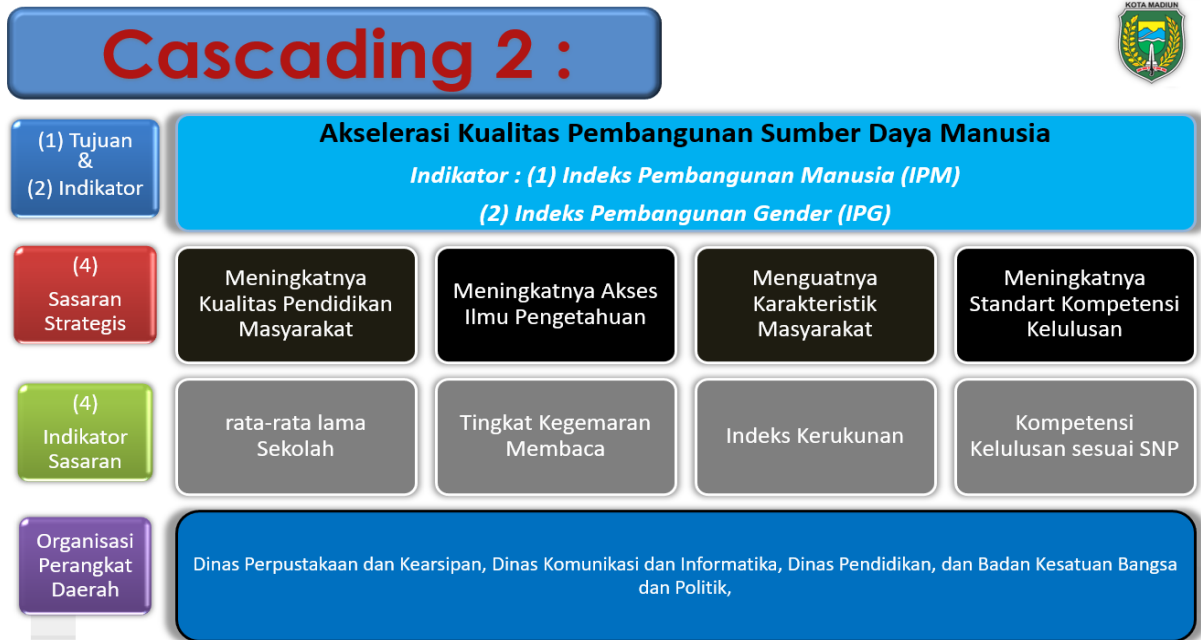 KOTA MADIUN
Cascading 2 :
(1) Tujuan
&
(2) Indikator
Akselerasi Kualitas Pembangunan Sumber Daya Manusia
Indikator : (1) Indeks Pembangunan Manusia (IPM)
(2) Indeks Pembangunan Gender (IPG)
(4)
Sasaran
Strategis
Meningkatnya
Kualitas Pendidikan
Masyarakat
Meningkatnya Akses
Ilmu Pengetahuan
Menguatnya
Karakteristik
Masyarakat
Meningkatnya
Standart Kompetensi
Kelulusan
(4)
Indikator
Sasaran
rata-rata lama
Sekolah
Tingkat Kegemaran
Membaca
Indeks Kerukunan
Kompetensi
Kelulusan sesuai SNP
Organisasi
Perangkat
Daerah
Dinas Perpustakaan dan Kearsipan, Dinas Komunikasi dan Informatika, Dinas Pendidikan, dan Badan Kesatuan Bangsa
dan Politik,